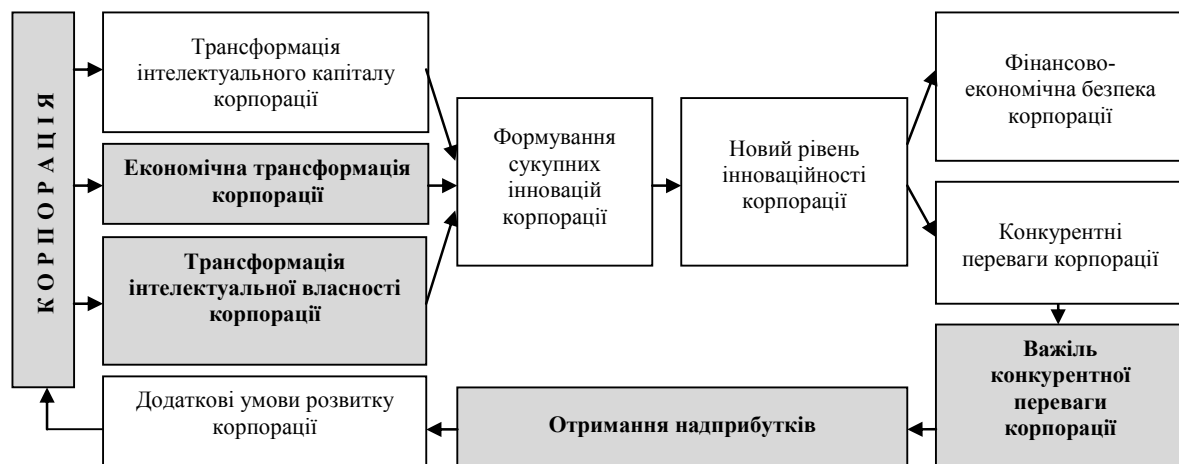 К О Р П О Р А Ц І Я
Трансформація
інтелектуального капіталу
корпорації
Економічна трансформація
корпорації
Трансформація
інтелектуальної власності
корпорації
Формування
сукупних
інновацій
корпорації
Новий рівень
інноваційності
корпорації
Фінансово-
економічна безпека
корпорації
Конкурентні
переваги корпорації
Важіль
конкурентної
переваги
корпорації
Отримання надприбутків
Додаткові умови розвитку
корпорації